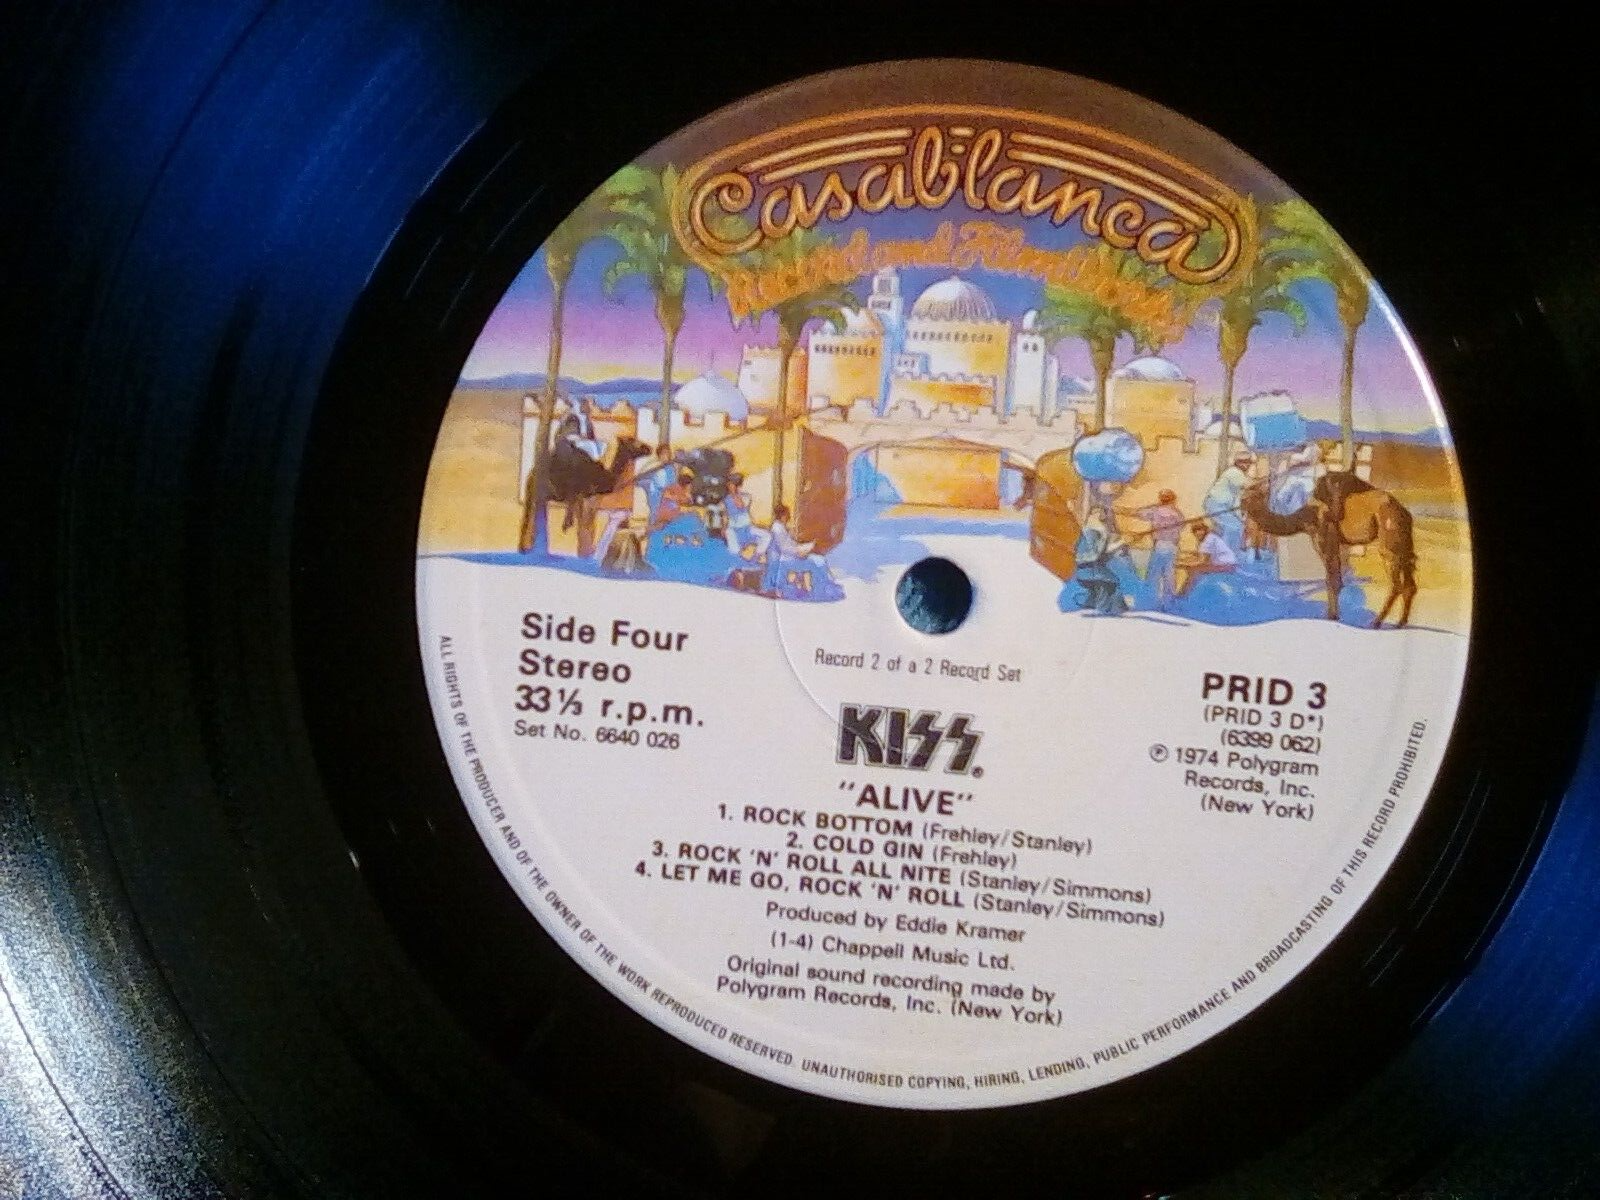 Casablanca
Record and FilmWorks
Side Four
Stereo
33⅓ r.p.m.
Set No. 6640 026
Record 2 of a 2 Record Set
PRID 3
(PRID 3 D*)
(6399 062)
℗ 1974 Polygram
Records, Inc.
(New York)
KISS®
"ALIVE"
1. ROCK BOTTOM (Frehley/Stanley)
2. COLD GIN (Frehley)
3. ROCK 'N' ROLL ALL NITE (Stanley/Simmons)
4. LET ME GO, ROCK 'N' ROLL (Stanley/Simmons)
Produced by Eddie Kramer
(1-4) Chappell Music Ltd.
Original sound recording made by
Polygram Records, Inc. (New York)
ALL RIGHTS OF THE PRODUCER AND OF THE OWNER OF THE WORK REPRODUCED RESERVED. UNAUTHORISED COPYING, HIRING, LENDING, PUBLIC PERFORMANCE AND BROADCASTING OF THIS RECORD PROHIBITED.